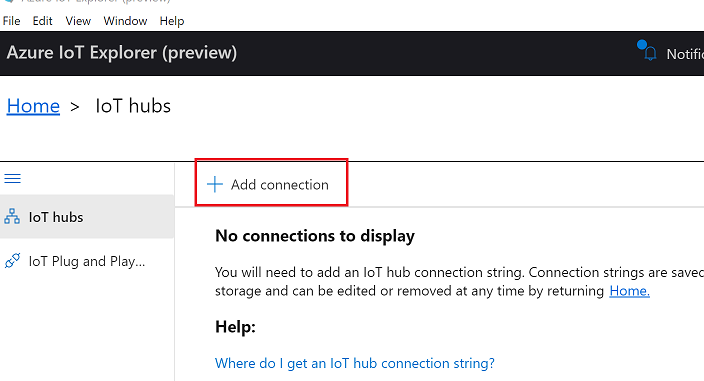 Azure IoT Explorer (preview)
File Edit View Window Help
Azure IoT Explorer (preview)
Home > IoT hubs
+ Add connection
IoT hubs
IoT Plug and Play...
No connections to display
You will need to add an IoT hub connection string. Connection strings are saved
storage and can be edited or removed at any time by returning Home.
Help:
Where do I get an IoT hub connection string?